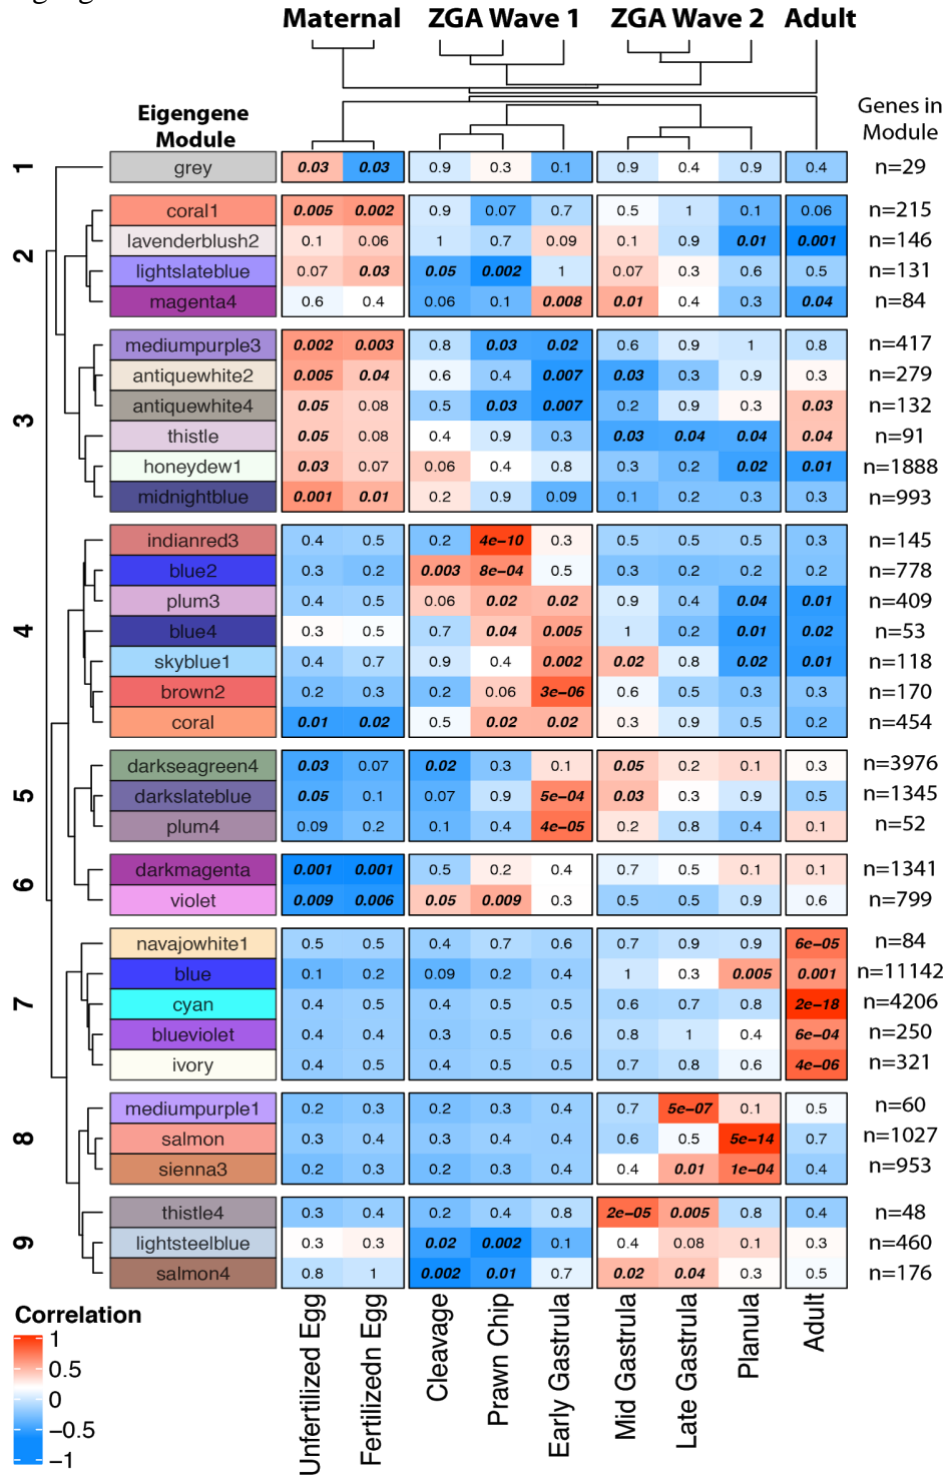 Maternal ZGA Wave 1 ZGA Wave 2 Adult
Eigengene Module Genes in Module
1
grey 0.03 0.03 0.9 0.3 0.1 0.9 0.4 0.9 0.4 n=29
2
coral1 0.005 0.002 0.9 0.07 0.7 0.5 1 0.1 0.06 n=215
lavenderblush2 0.1 0.06 1 0.7 0.09 0.1 0.9 0.01 0.001 n=146
lightslateblue 0.07 0.03 0.05 0.002 1 0.07 0.3 0.6 0.5 n=131
magenta4 0.6 0.4 0.06 0.1 0.008 0.01 0.4 0.3 0.04 n=84
3
mediumpurple3 0.002 0.003 0.8 0.03 0.02 0.6 0.9 1 0.8 n=417
antiquewhite2 0.005 0.04 0.6 0.4 0.007 0.03 0.3 0.9 0.3 n=279
antiquewhite4 0.05 0.08 0.5 0.03 0.007 0.2 0.9 0.3 0.03 n=132
thistle 0.05 0.08 0.4 0.9 0.3 0.03 0.04 0.04 0.04 n=91
honeydew1 0.03 0.07 0.06 0.4 0.8 0.3 0.2 0.02 0.01 n=1888
midnightblue 0.001 0.01 0.2 0.9 0.09 0.1 0.2 0.3 0.3 n=993
4
indianred3 0.4 0.5 0.2 4e−10 0.3 0.5 0.5 0.5 0.3 n=145
blue2 0.3 0.2 0.003 8e−04 0.5 0.3 0.2 0.2 0.2 n=778
plum3 0.4 0.5 0.06 0.02 0.02 0.9 0.4 0.04 0.01 n=409
blue4 0.3 0.5 0.7 0.04 0.005 1 0.2 0.01 0.02 n=53
skyblue1 0.4 0.7 0.9 0.4 0.002 0.02 0.8 0.02 0.01 n=118
brown2 0.2 0.3 0.2 0.06 3e−06 0.6 0.5 0.3 0.3 n=170
coral 0.01 0.02 0.5 0.02 0.02 0.3 0.9 0.5 0.2 n=454
5
darkseagreen4 0.03 0.07 0.02 0.3 0.1 0.05 0.2 0.1 0.3 n=3976
darkslateblue 0.05 0.1 0.07 0.9 5e−04 0.03 0.3 0.9 0.5 n=1345
plum4 0.09 0.2 0.1 0.4 4e−05 0.2 0.8 0.4 0.1 n=52
6
darkmagenta 0.001 0.001 0.5 0.2 0.4 0.7 0.5 0.1 0.1 n=1341
violet 0.009 0.006 0.05 0.009 0.3 0.5 0.5 0.9 0.6 n=799
7
navajowhite1 0.5 0.5 0.4 0.7 0.6 0.7 0.9 0.9 6e−05 n=84
blue 0.1 0.2 0.09 0.2 0.4 1 0.3 0.005 0.001 n=11142
cyan 0.4 0.5 0.4 0.5 0.5 0.6 0.7 0.8 2e−18 n=4206
blueviolet 0.4 0.4 0.3 0.5 0.6 0.8 1 0.4 6e−04 n=250
ivory 0.4 0.5 0.4 0.5 0.5 0.7 0.8 0.6 4e−06 n=321
8
mediumpurple1 0.2 0.3 0.2 0.3 0.4 0.7 5e−07 0.1 0.5 n=60
salmon 0.3 0.4 0.3 0.4 0.4 0.6 0.5 5e−14 0.7 n=1027
sienna3 0.2 0.3 0.2 0.3 0.4 0.4 0.01 1e−04 0.4 n=953
9
thistle4 0.3 0.4 0.2 0.4 0.8 2e−05 0.005 0.8 0.4 n=48
lightsteelblue 0.3 0.3 0.02 0.002 0.1 0.4 0.08 0.1 0.3 n=460
salmon4 0.8 1 0.002 0.01 0.7 0.02 0.04 0.3 0.5 n=176
Unfertilized Egg
Fertilizedn Egg
Cleavage
Prawn Chip
Early Gastrula
Mid Gastrula
Late Gastrula
Planula
Adult
Correlation
1
0.5
0
−0.5
−1